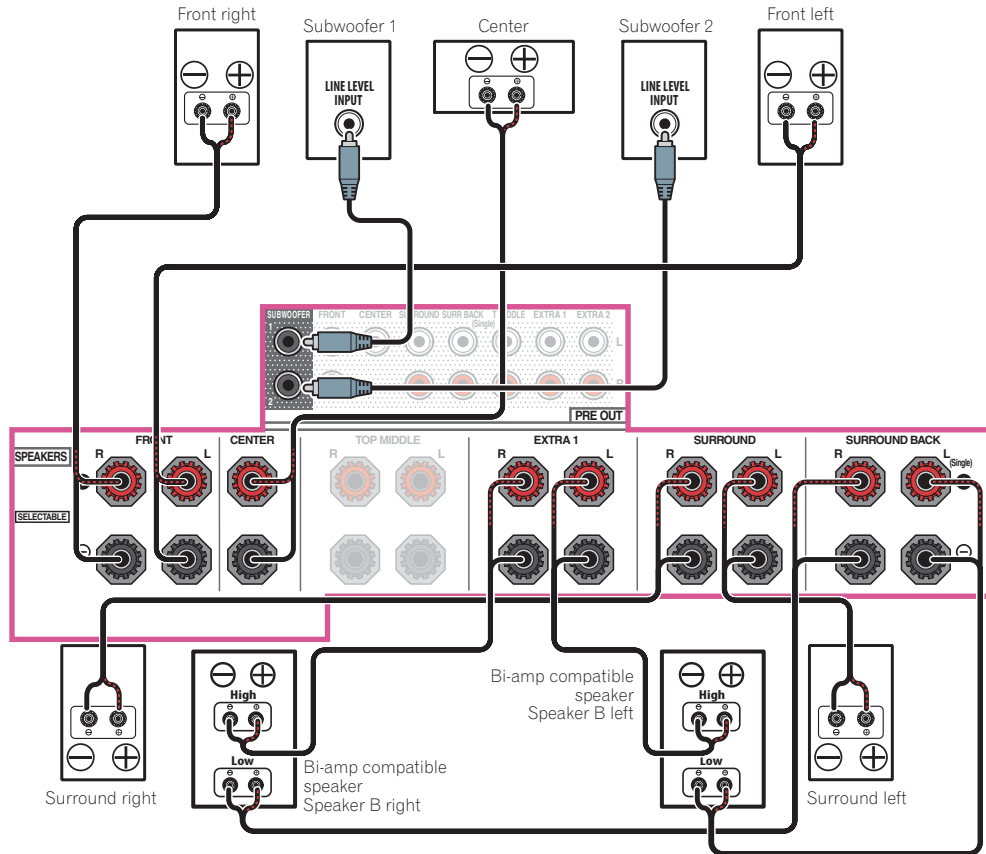 Front right
Subwoofer 1
Center
Subwoofer 2
Front left
LINE LEVEL
INPUT
LINE LEVEL
INPUT
SUBWOOFER FRONT CENTER SURROUND SURR BACK T MIDDLE EXTRA 1 EXTRA 2
(Single)
1
L
2
R
PRE OUT
SPEAKERS
FRONT
CENTER
TOP MIDDLE
EXTRA 1
SURROUND
SURROUND BACK
R L
R L
R L
R L
R L
(Single)
SELECTABLE
High
Low
Bi-amp compatible
speaker
Speaker B left
High
Low
Bi-amp compatible
speaker
Speaker B right
Surround right
Surround left